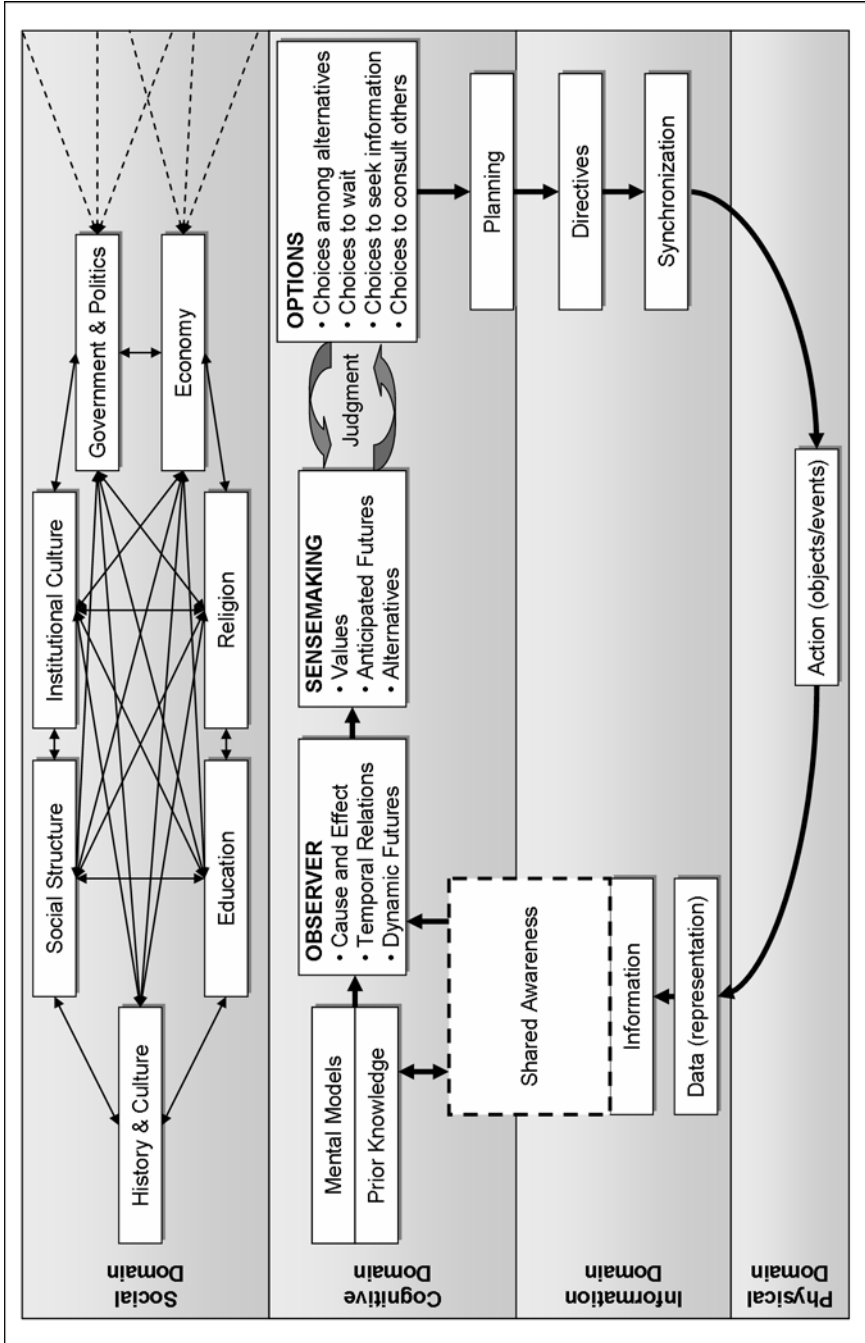 Social
Domain
History & Culture
Social Structure
Education
Institutional Culture
Religion
Government & Politics
Economy
Cognitive
Domain
Mental Models
Prior Knowledge
OBSERVER
• Cause and Effect
• Temporal Relations
• Dynamic Futures
SENSEMAKING
• Values
• Anticipated Futures
• Alternatives
Judgment
OPTIONS
• Choices among alternatives
• Choices to wait
• Choices to seek information
• Choices to consult others
Planning
Information
Domain
Shared Awareness
Information
Data (representation)
Directives
Synchronization
Physical
Domain
Action (objects/events)